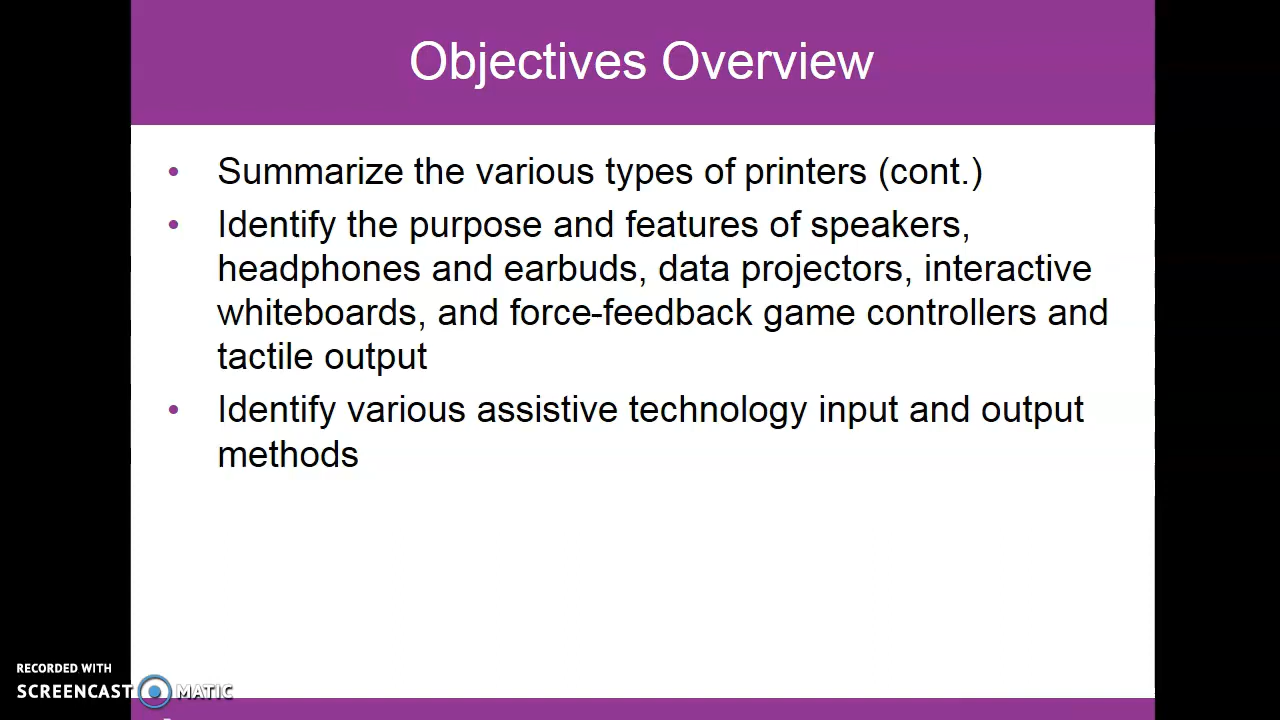 Objectives Overview
• Summarize the various types of printers (cont.)
• Identify the purpose and features of speakers,
headphones and earbuds, data projectors, interactive
whiteboards, and force-feedback game controllers and
tactile output
• Identify various assistive technology input and output
methods
RECORDED WITH
SCREENCAST MATIC